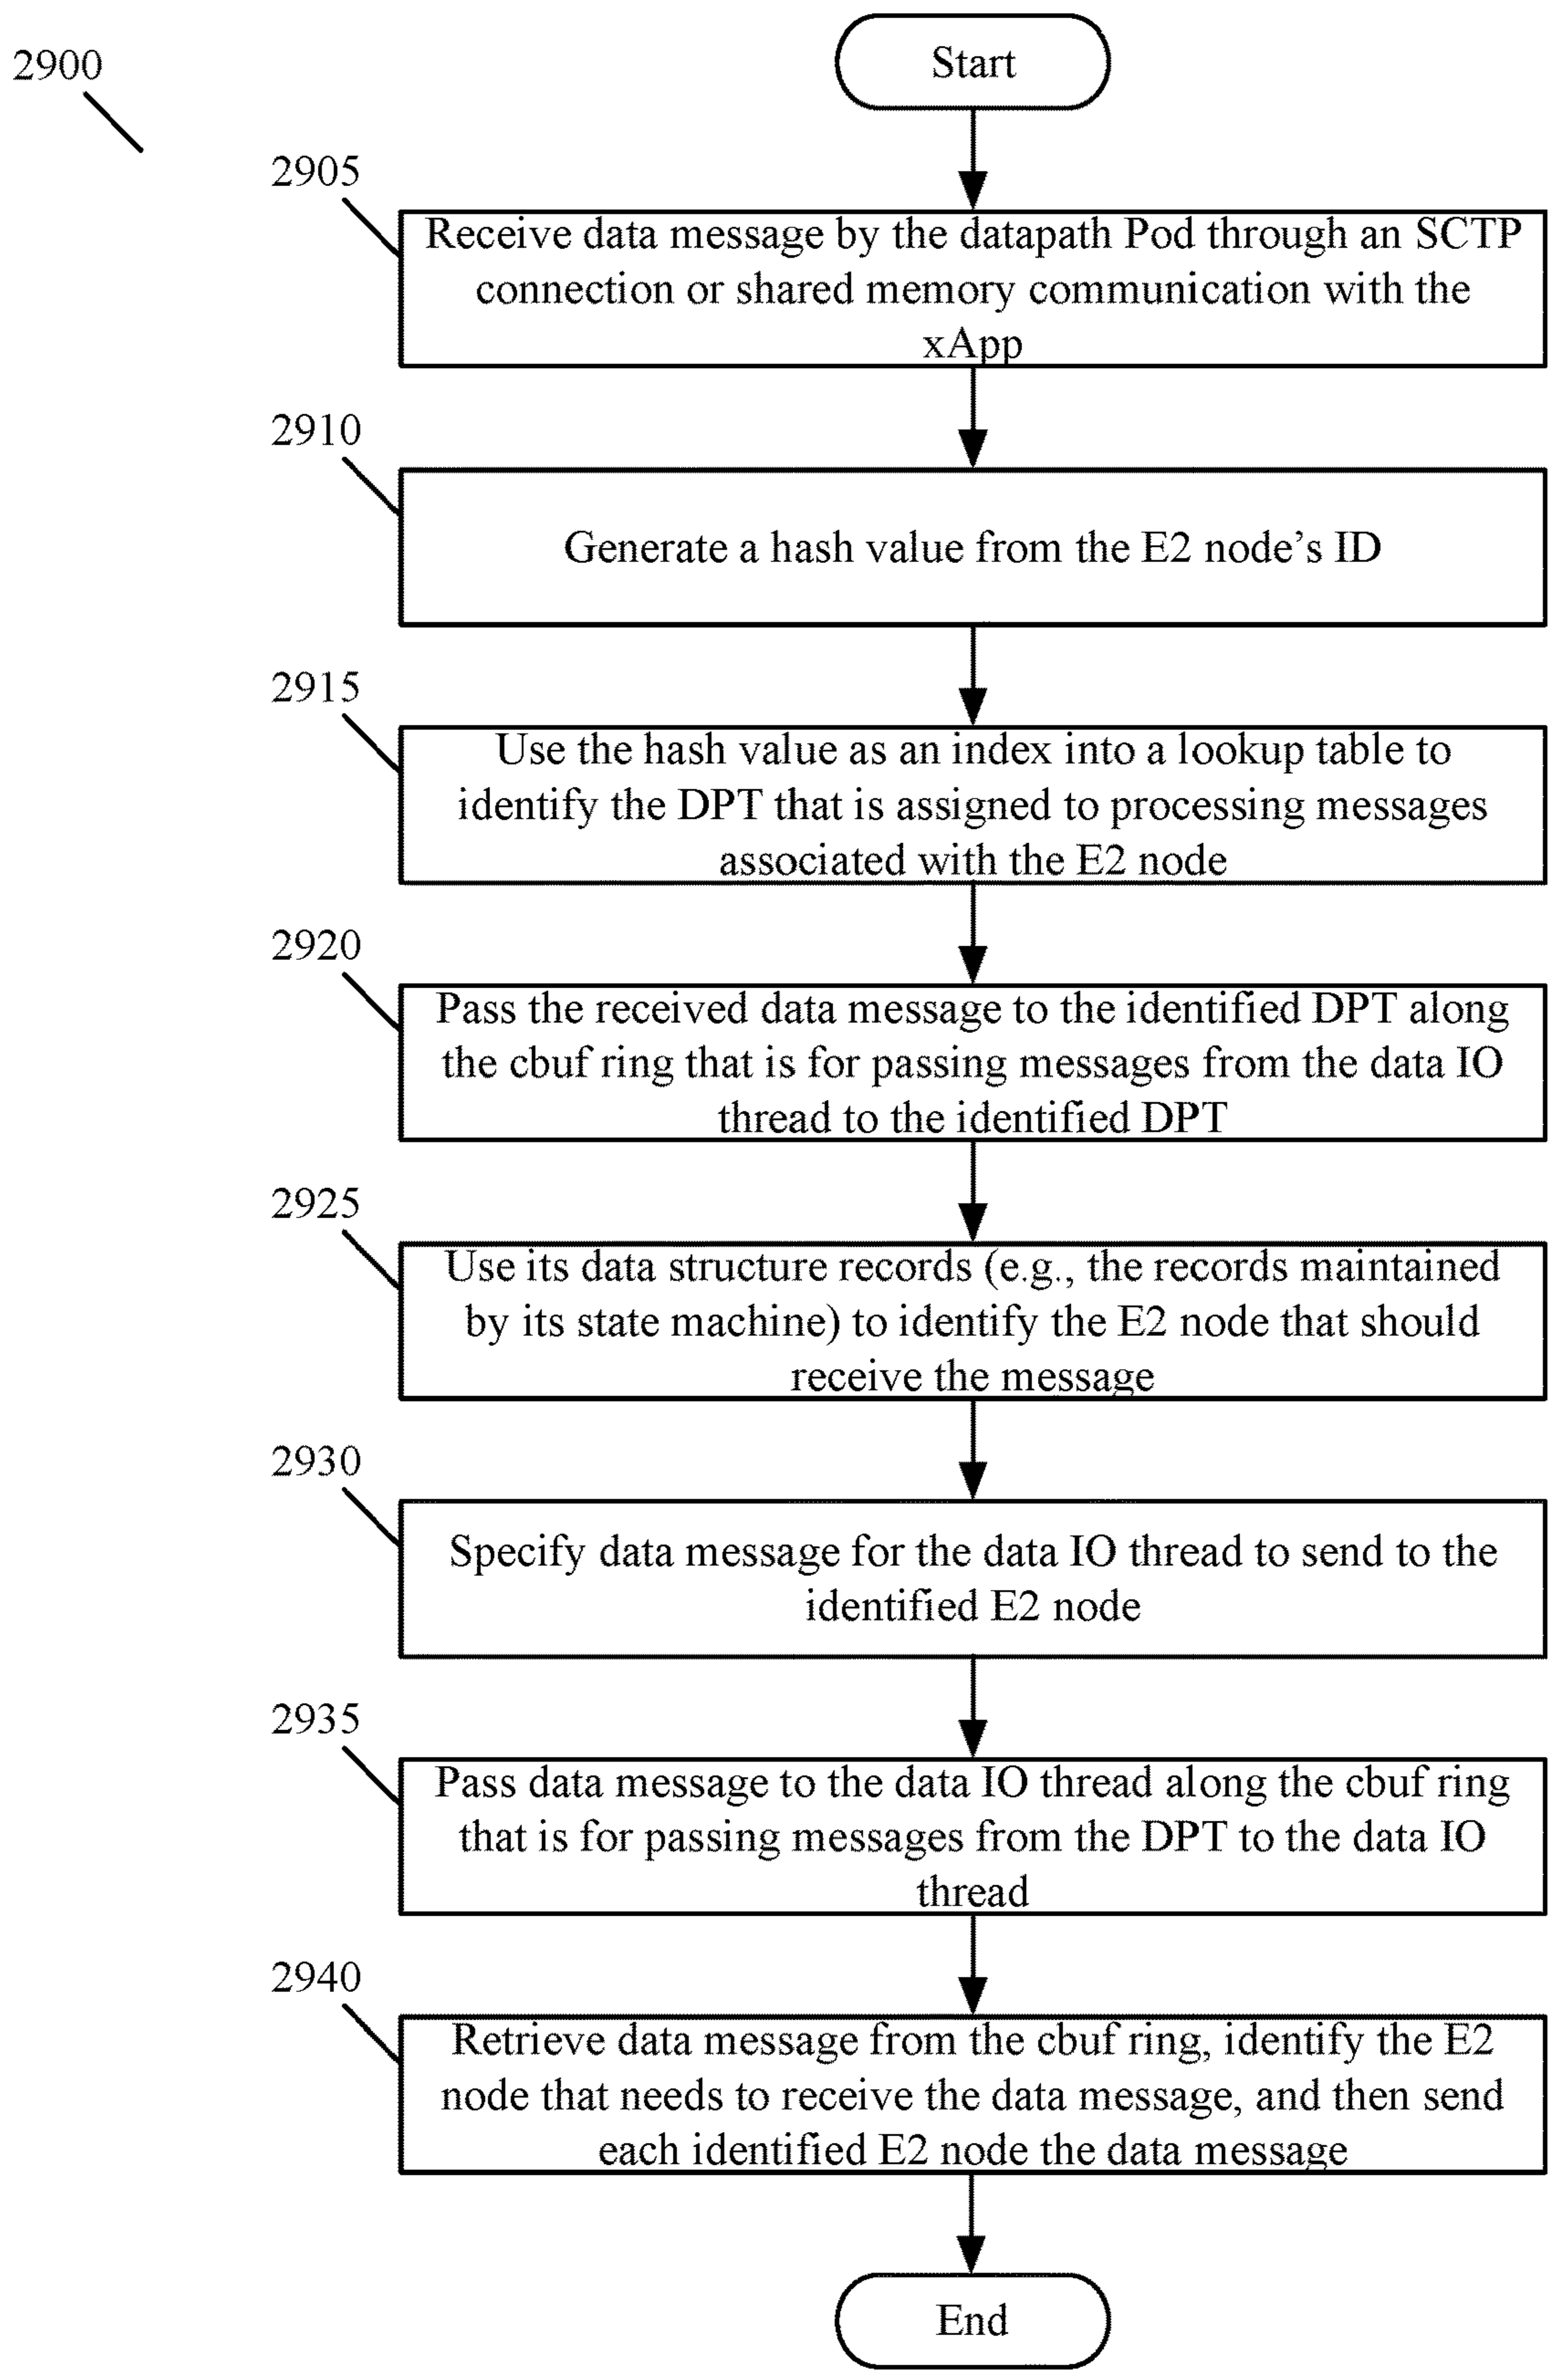 Start
2900
2905
Receive data message by the datapath Pod through an SCTP
connection or shared memory communication with the
xApp
2910
Generate a hash value from the E2 node’s ID
2915
Use the hash value as an index into a lookup table to
identify the DPT that is assigned to processing messages
associated with the E2 node
2920
Pass the received data message to the identified DPT along
the cbuf ring that is for passing messages from the data IO
thread to the identified DPT
2925
Use its data structure records (e.g., the records maintained
by its state machine) to identify the E2 node that should
receive the message
2930
Specify data message for the data IO thread to send to the
identified E2 node
2935
Pass data message to the data IO thread along the cbuf ring
that is for passing messages from the DPT to the data IO
thread
2940
Retrieve data message from the cbuf ring, identify the E2
node that needs to receive the data message, and then send
each identified E2 node the data message
End